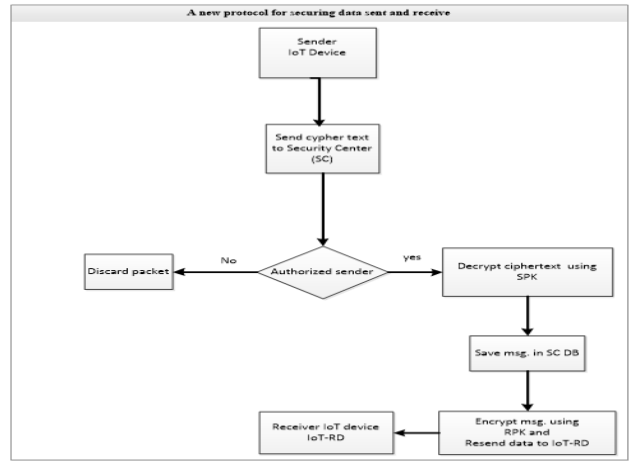 A new protocol for securing data sent and receive
Sender
IoT Device
Send cypher text
to Security Center
(SC)
No
yes
Discard packet
Authorized sender
Decrypt ciphertext using
SPK
Save msg. in SC DB
Receiver IoT device
IoT-RD
Encrypt msg. using
RPK and
Resend data to IoT-RD